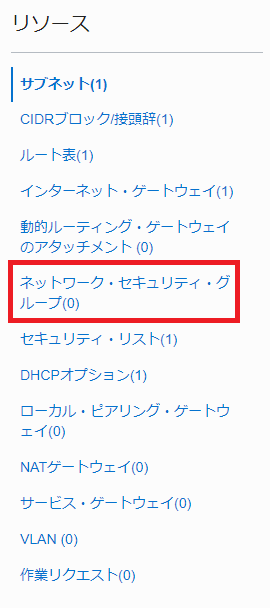 リソース
サブネット(1)
CIDRブロック/接頭辞(1)
ルート表(1)
インターネット・ゲートウェイ(1)
動的ルーティング・ゲートウェイ
のアタッチメント (0)
ネットワーク・セキュリティ・グ
ループ(0)
セキュリティ・リスト(1)
DHCPオプション(1)
ローカル・ピアリング・ゲートウ
ェイ(0)
NATゲートウェイ(0)
サービス・ゲートウェイ(0)
VLAN (0)
作業リクエスト(0)